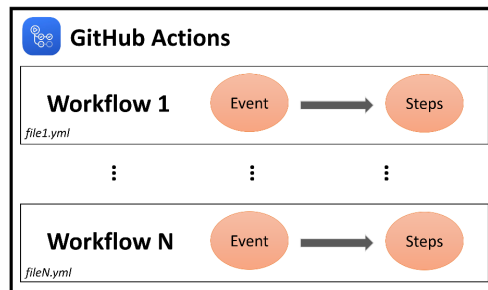 GitHub Actions
Workflow 1
Event
Steps
file1.yml
Workflow N
Event
Steps
fileN.yml